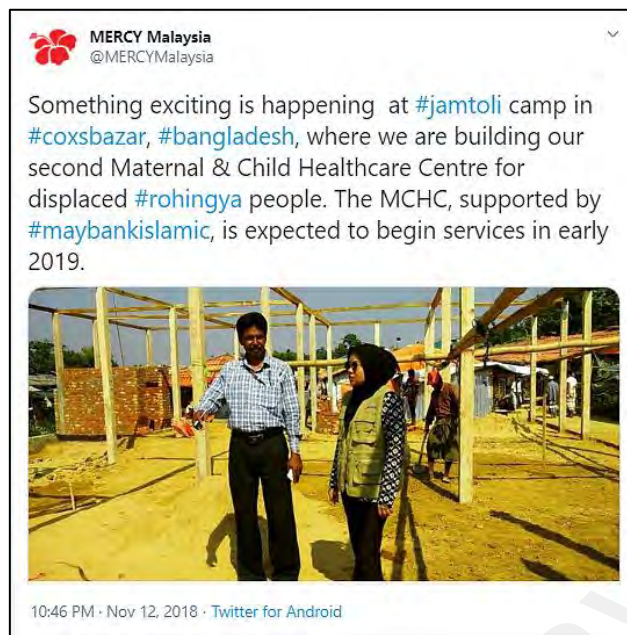 MERCY Malaysia
@MERCYMalaysia
Something exciting is happening at #jamtoli camp in
#coxsbazar, #bangladesh, where we are building our
second Maternal & Child Healthcare Centre for
displaced #rohingya people. The MCHC, supported by
#maybankislamic, is expected to begin services in early
2019.
10:46 PM · Nov 12, 2018 · Twitter for Android